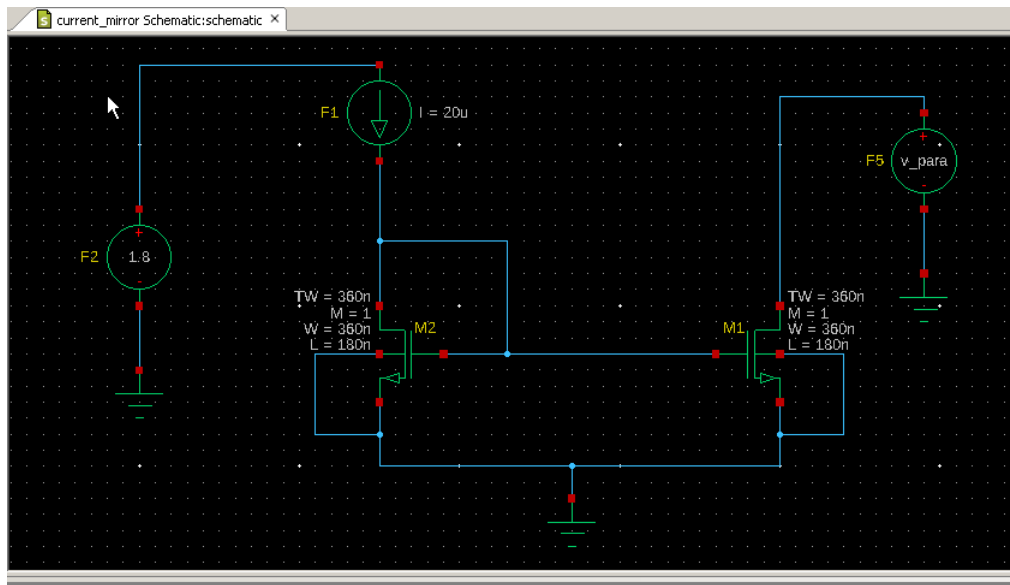 current_mirror Schematic:schematic
F1
I = 20u
F5
v_para
F2
1.8
TW = 360n
M = 1
W = 360n
L = 180n
M2
M1
TW = 360n
M = 1
W = 360n
L = 180n